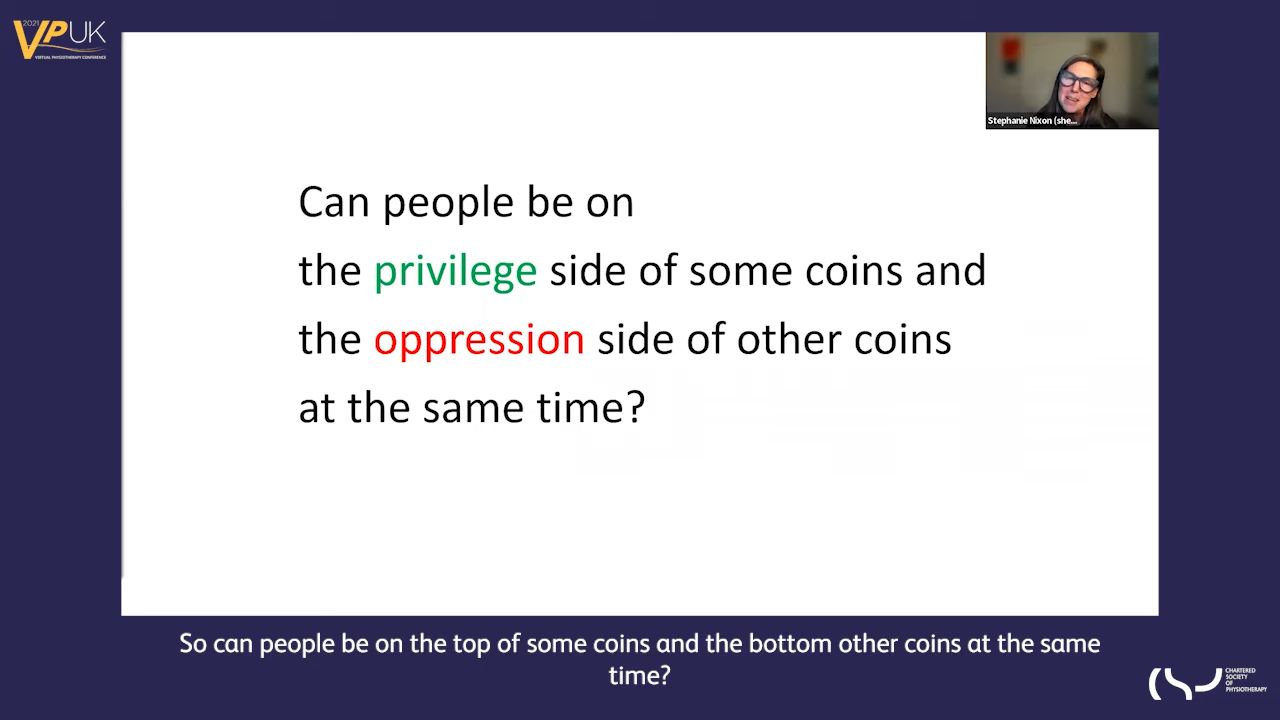 2021
VPUK
VIRTUAL PHYSIOTHERAPY CONFERENCE
Stephanie Nixon (she...
Can people be on
the privilege side of some coins and
the oppression side of other coins
at the same time?
So can people be on the top of some coins and the bottom other coins at the same
time?
CHARTERED
SOCIETY
OF
PHYSIOTHERAPY